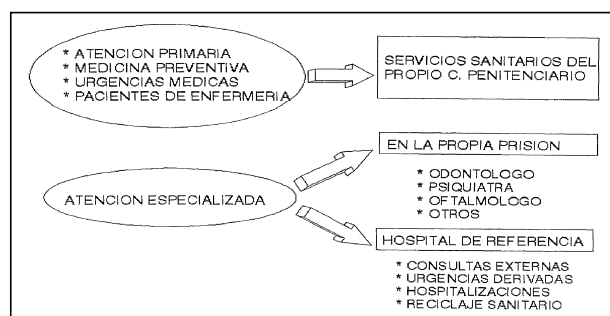 * ATENCION PRIMARIA
* MEDICINA PREVENTIVA
* URGENCIAS MEDICAS
* PACIENTES DE ENFERMERIA
SERVICIOS SANITARIOS DEL
PROPIO C. PENITENCIARIO
ATENCION ESPECIALIZADA
EN LA PROPIA PRISION
* ODONTOLOGO
* PSIQUIATRA
* OFTALMOLOGO
* OTROS
HOSPITAL DE REFERENCIA
* CONSULTAS EXTERNAS
* URGENCIAS DERIVADAS
* HOSPITALIZACIONES
* RECICLAJE SANITARIO